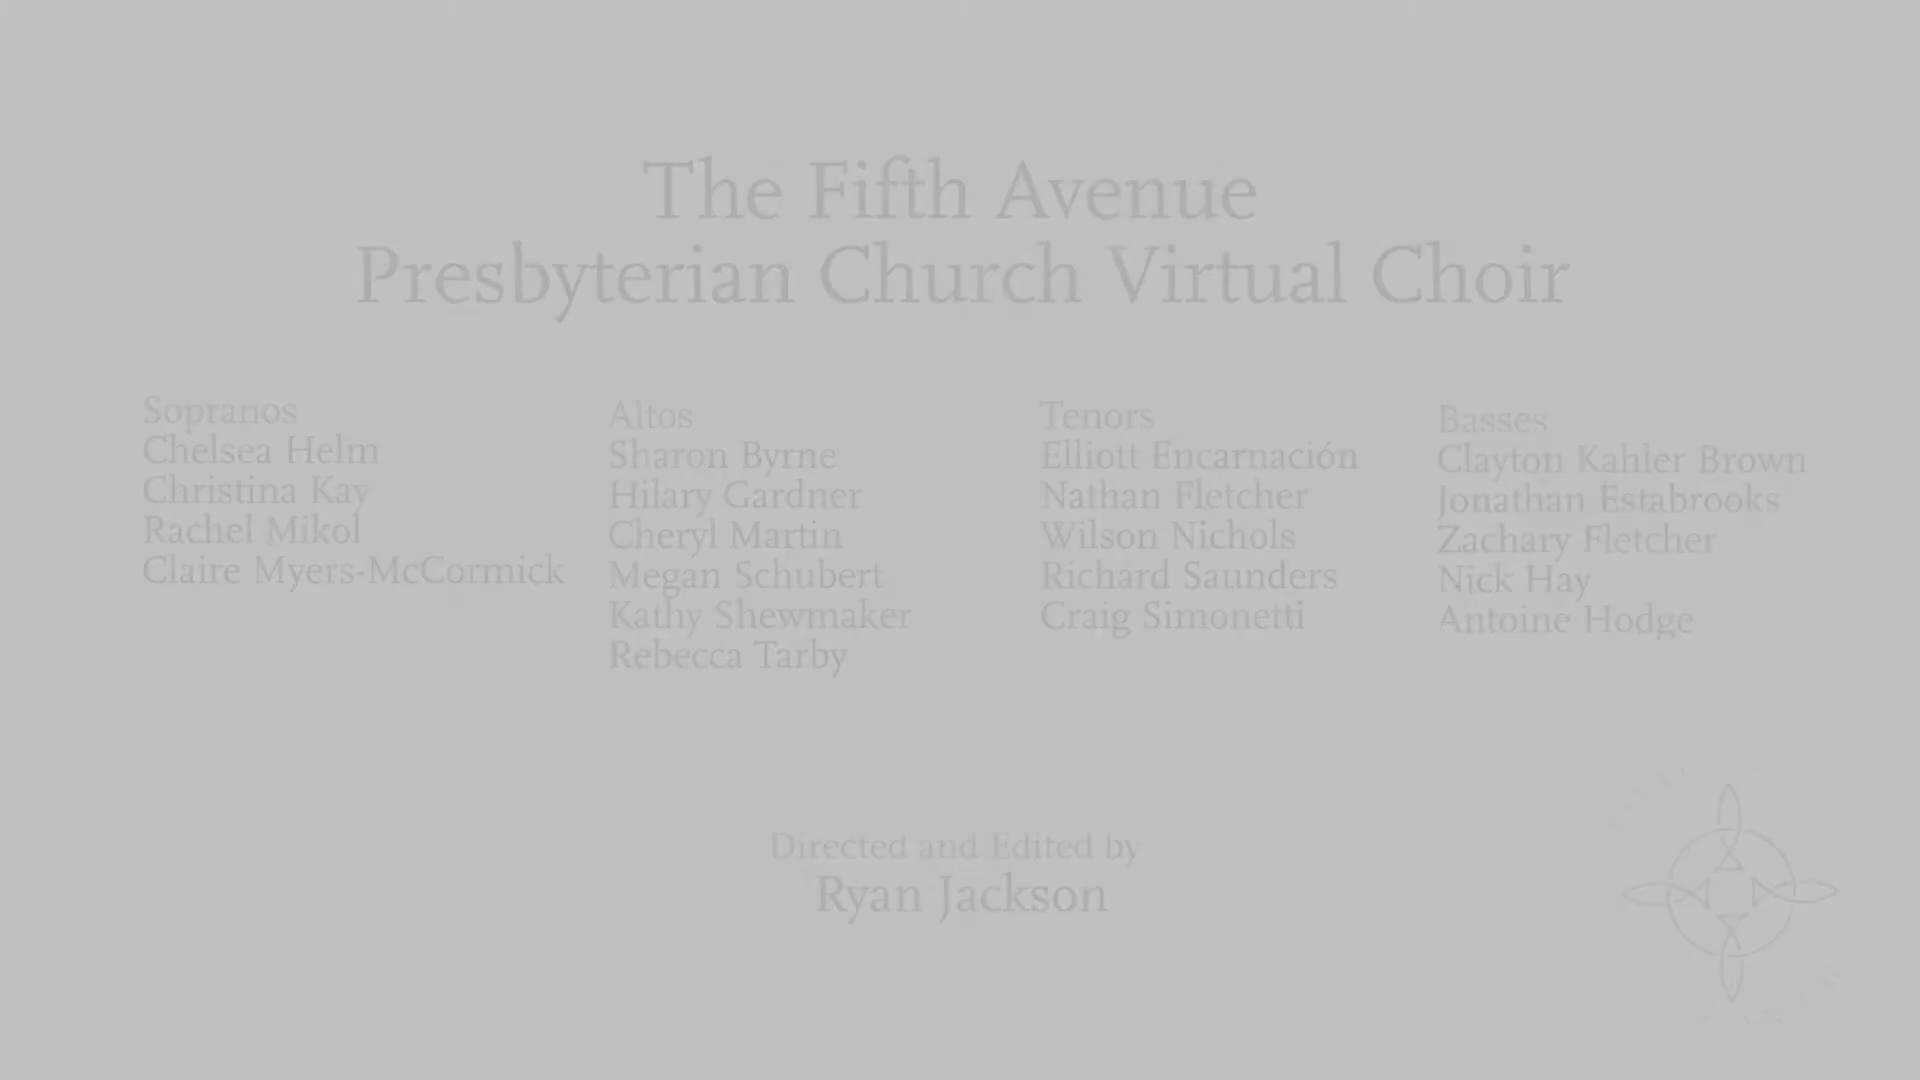 The Fifth Avenue
Presbyterian Church Virtual Choir
Sopranos
Chelsea Helm
Christina Kay
Rachel Mikol
Claire Myers-McCormick
Altos
Sharon Byrne
Hilary Gardner
Cheryl Martin
Megan Schubert
Kathy Shewmaker
Rebecca Tarby
Tenors
Elliott Encarnación
Nathan Fletcher
Wilson Nichols
Richard Saunders
Craig Simonetti
Basses
Clayton Kahler Brown
Jonathan Estabrooks
Zachary Fletcher
Nick Hay
Antoine Hodge
Directed and Edited by
Ryan Jackson